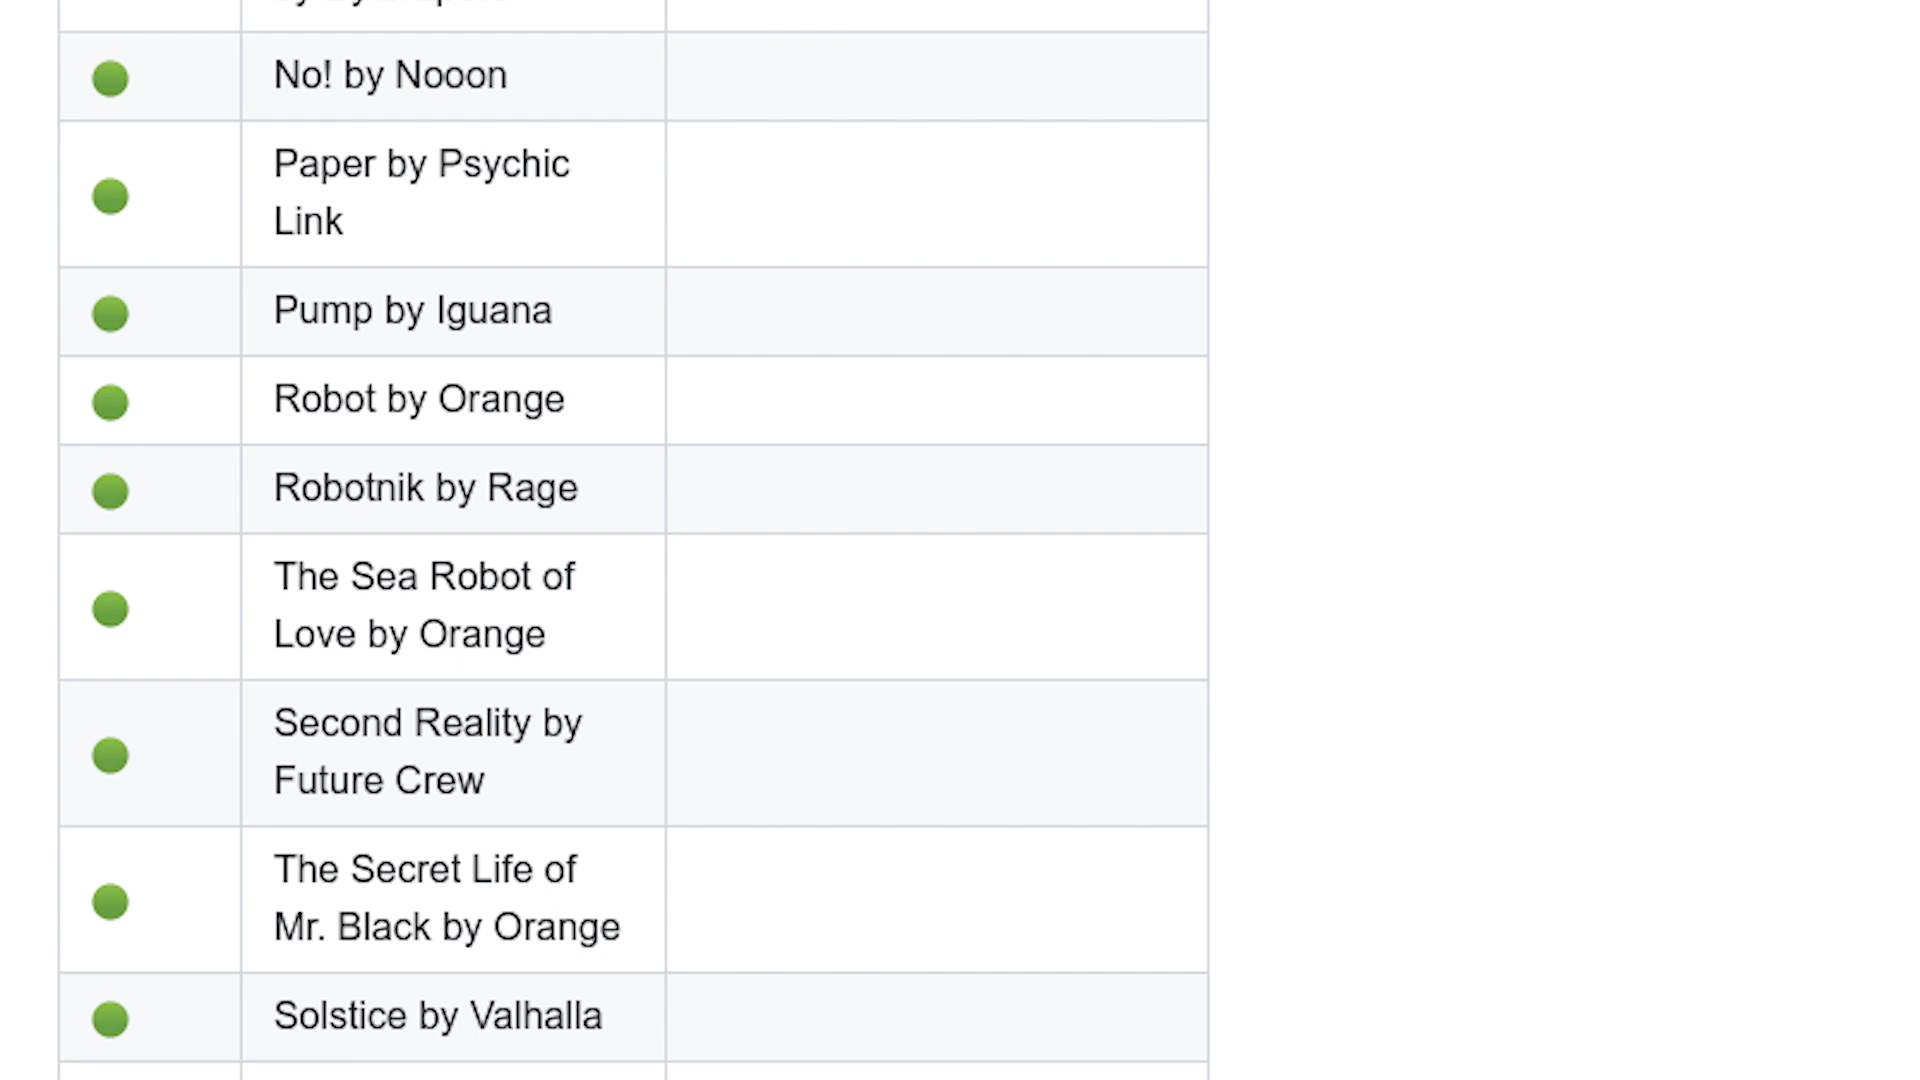 No! by Nooon
Paper by Psychic
Link
Pump by Iguana
Robot by Orange
Robotnik by Rage
The Sea Robot of
Love by Orange
Second Reality by
Future Crew
The Secret Life of
Mr. Black by Orange
Solstice by Valhalla